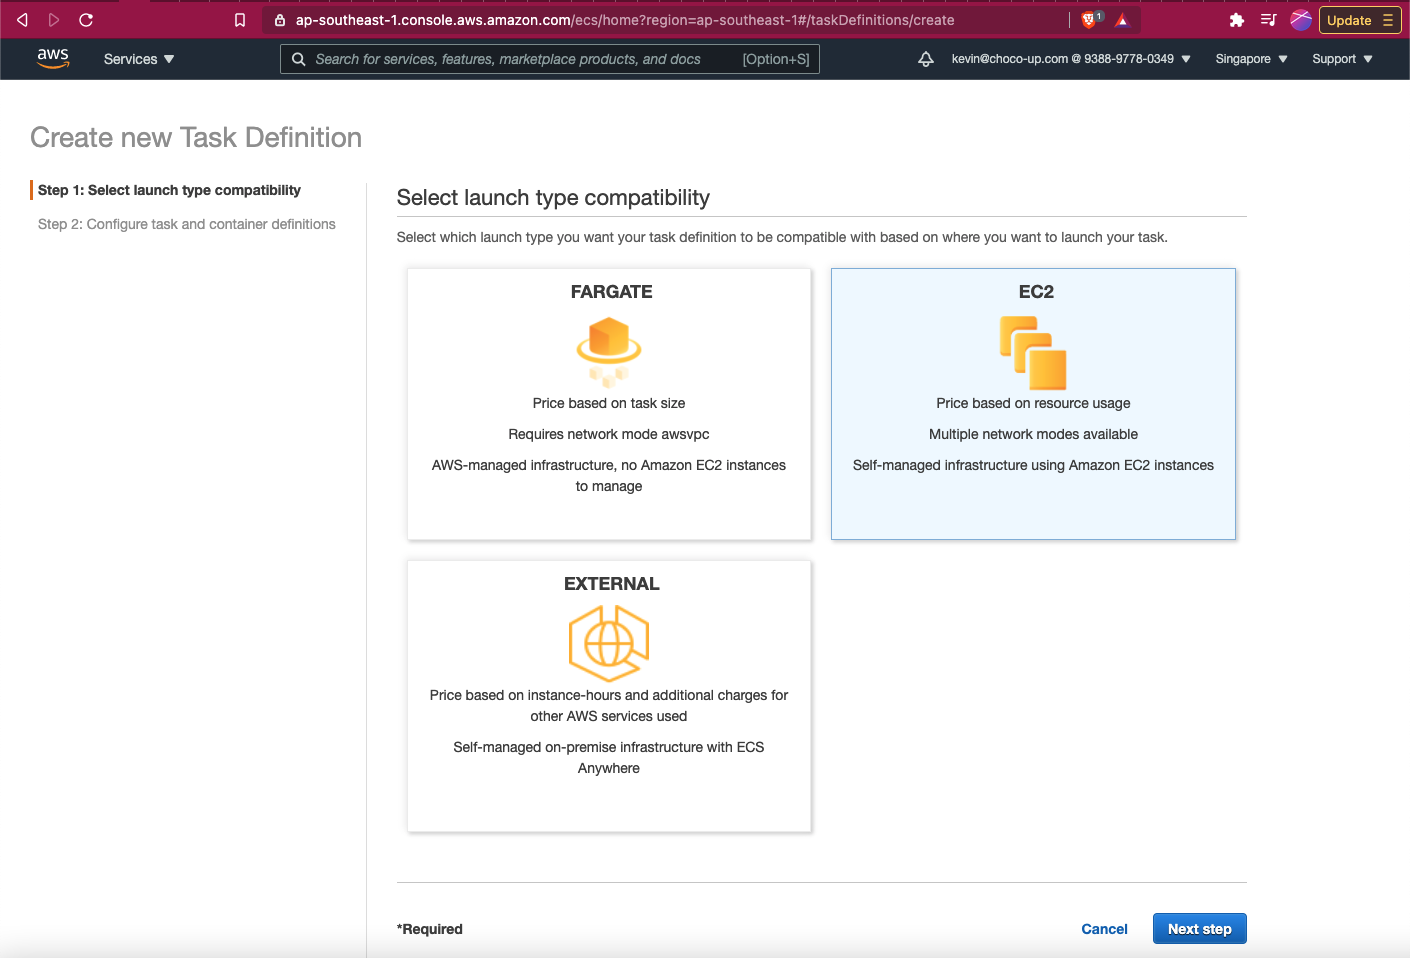 ap-southeast-1.console.aws.amazon.com/ecs/home?region=ap-southeast-1#/taskDefinitions/create
1
Update
aws
Services
Search for services, features, marketplace products, and docs
[Option+S]
kevin@choco-up.com @ 9388-9778-0349
Singapore
Support
Create new Task Definition
Step 1: Select launch type compatibility
Step 2: Configure task and container definitions
Select launch type compatibility
Select which launch type you want your task definition to be compatible with based on where you want to launch your task.
FARGATE
Price based on task size
Requires network mode awsvpc
AWS-managed infrastructure, no Amazon EC2 instances
to manage
EC2
Price based on resource usage
Multiple network modes available
Self-managed infrastructure using Amazon EC2 instances
EXTERNAL
Price based on instance-hours and additional charges for
other AWS services used
Self-managed on-premise infrastructure with ECS
Anywhere
*Required
Cancel
Next step